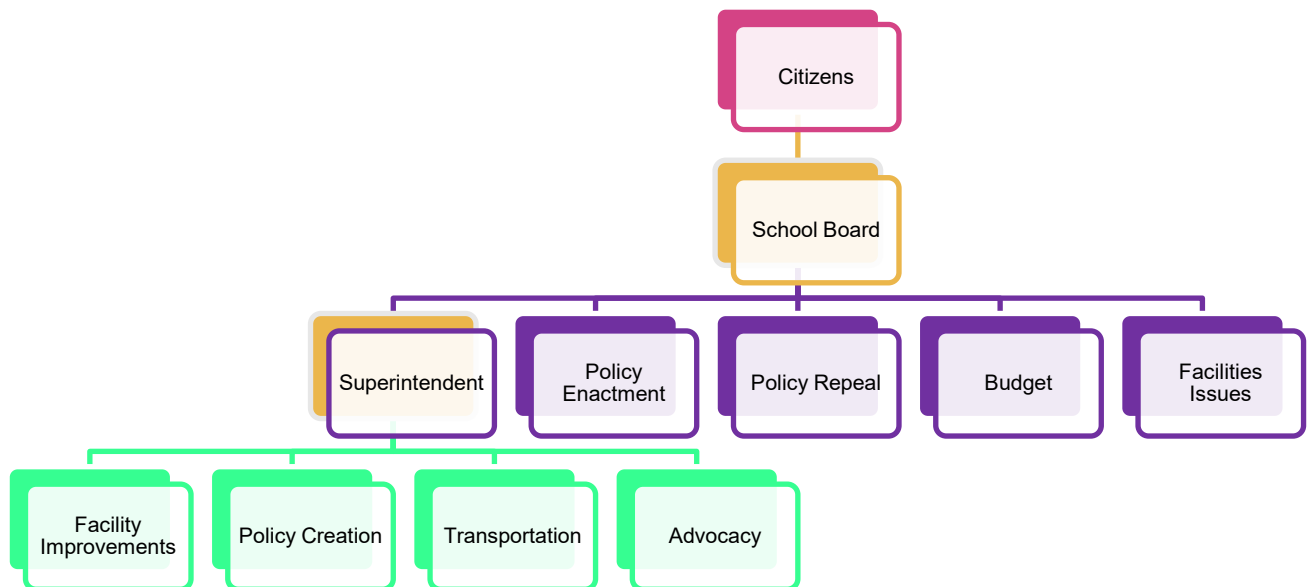 Citizens
School Board
Superintendent
Policy
Enactment
Policy Repeal
Budget
Facilities
Issues
Facility
Improvements
Policy Creation
Transportation
Advocacy